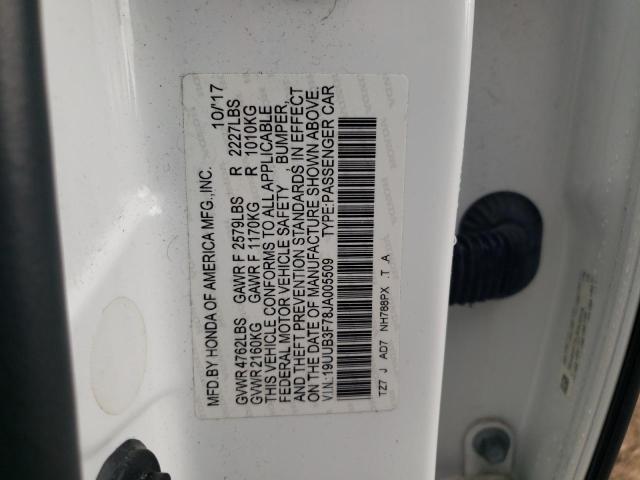 MFD.BY HONDA OF AMERICA MFG.,INC. 10/'17
GVWR 4762LBS GAWR F 2579LBS R 2227LBS
GVWR 2160KG GAWR F 1170KG R 1010KG
THIS VEHICLE CONFORMS TO ALL APPLICABLE
FEDERAL MOTOR VEHICLE SAFETY , BUMPER,
AND THEFT PREVENTION STANDARDS IN EFFECT
ON THE DATE OF MANUFACTURE SHOWN ABOVE.
V.I.N.:19UUB3F78JA005509 TYPE:PASSENGER CAR
TZ7 J AD7 NH788PX .T .A